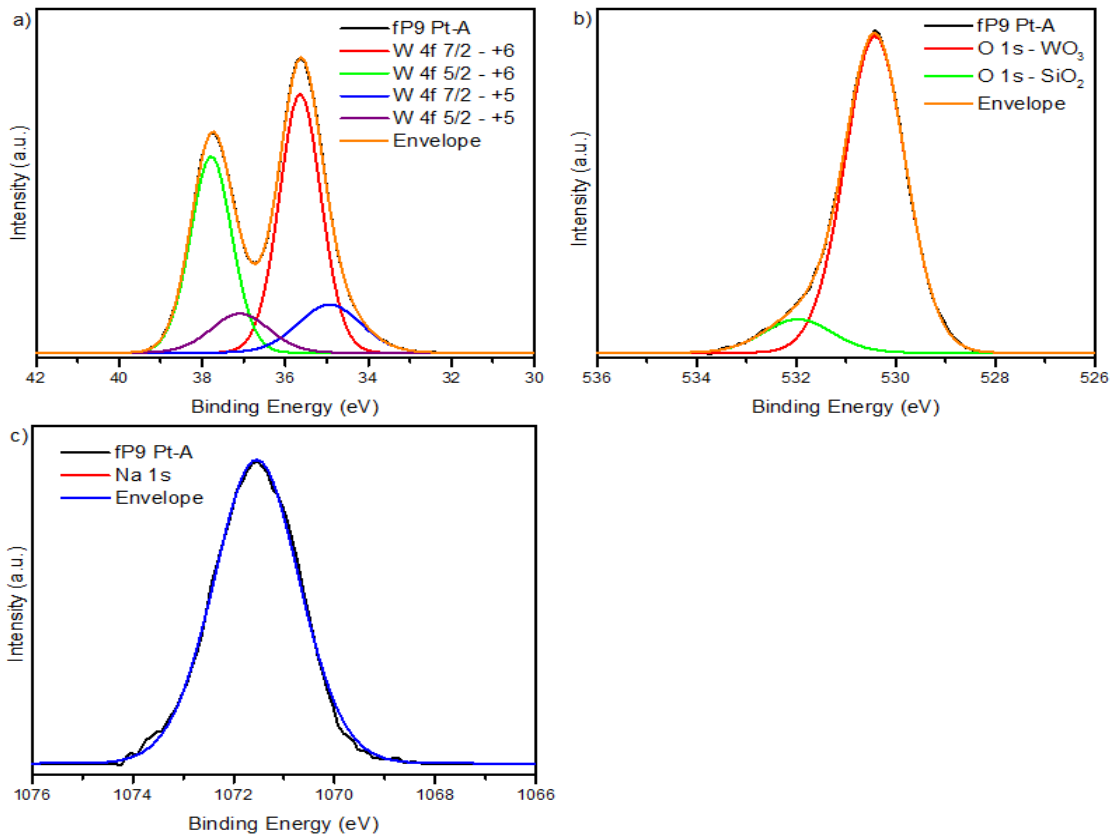 a)
fP9 Pt-A
W 4f 7/2 - +6
W 4f 5/2 - +6
W 4f 7/2 - +5
W 4f 5/2 - +5
Envelope
Intensity (a.u.)
42 40 38 36 34 32 30
Binding Energy (eV)
b)
fP9 Pt-A
O 1s - WO₃
O 1s - SiO₂
Envelope
Intensity (a.u.)
536 534 532 530 528 526
Binding Energy (eV)
c)
fP9 Pt-A
Na 1s
Envelope
Intensity (a.u.)
1076 1074 1072 1070 1068 1066
Binding Energy (eV)